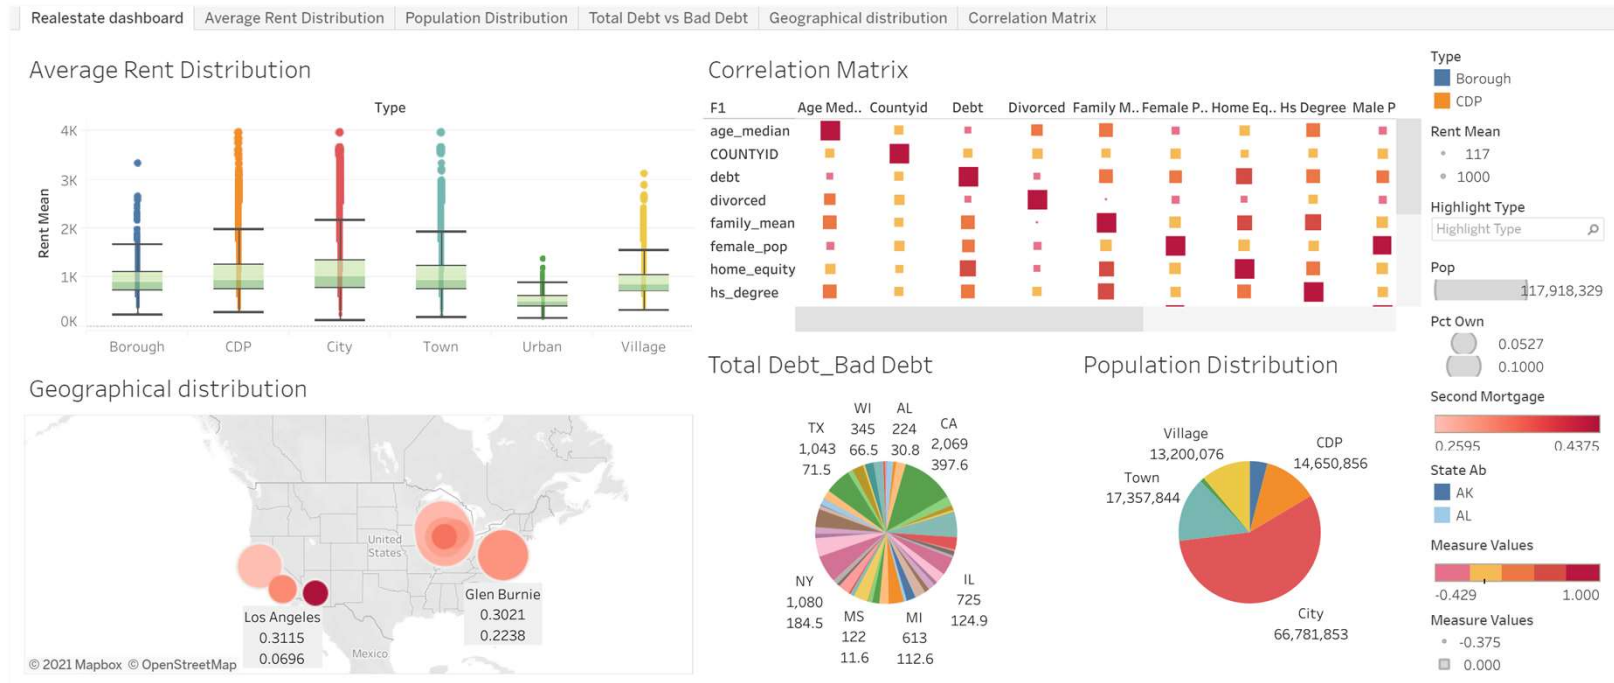 Realestate dashboard Average Rent Distribution Population Distribution Total Debt vs Bad Debt Geographical distribution Correlation Matrix
Average Rent Distribution
Type
Rent Mean
4K
3K
2K
1K
0K
Borough CDP City Town Urban Village
Correlation Matrix
F1 Age Med.. Countyid Debt Divorced Family M.. Female P.. Home Eq.. Hs Degree Male P
age_median
COUNTYID
debt
divorced
family_mean
female_pop
home_equity
hs_degree
Geographical distribution
United
States
Mexico
Los Angeles
0.3115
0.0696
Glen Burnie
0.3021
0.2238
© 2021 Mapbox © OpenStreetMap
Total Debt_Bad Debt
WI
345
66.5
AL
224
30.8
CA
2,069
397.6
TX
1,043
71.5
NY
1,080
184.5
MS
122
11.6
MI
613
112.6
IL
725
124.9
Population Distribution
Village
13,200,076
CDP
14,650,856
Town
17,357,844
City
66,781,853
Type
Borough
CDP
Rent Mean
117
1000
Highlight Type
Highlight Type
Pop
117,918,329
Pct Own
0.0527
0.1000
Second Mortgage
0.2595 0.4375
State Ab
AK
AL
Measure Values
-0.429 1.000
Measure Values
-0.375
0.000